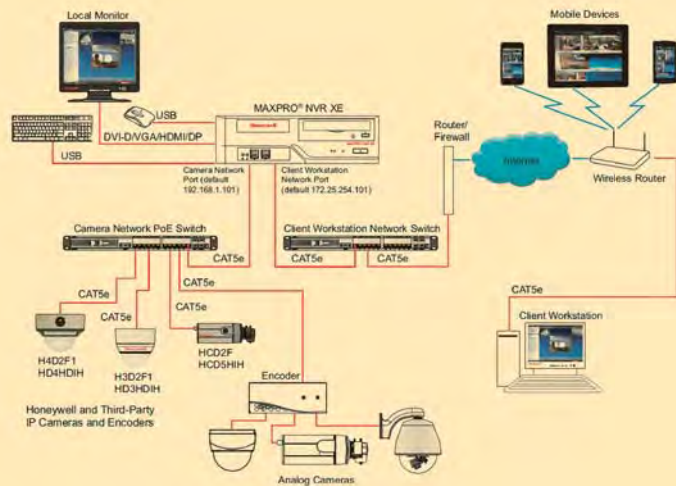 Local Monitor
Mobile Devices
USB
MAXPRO® NVR XE
DVI-D/VGA/HDMI/DP
USB
Router/
Firewall
Internet
Camera Network
Port (default
192.168.1.101)
Client Workstation
Network Port
(default 172.25.254.101)
Wireless Router
Camera Network PoE Switch
Client Workstation Network Switch
CAT5e
CAT5e
CAT5e
CAT5e
CAT5e
CAT5e
CAT5e
CAT5e
Client Workstation
H4D2F1
HD4HDIH
H3D2F1
HD3HDIH
HCD2F
HCD5HIH
Encoder
Honeywell and Third-Party
IP Cameras and Encoders
Analog Cameras